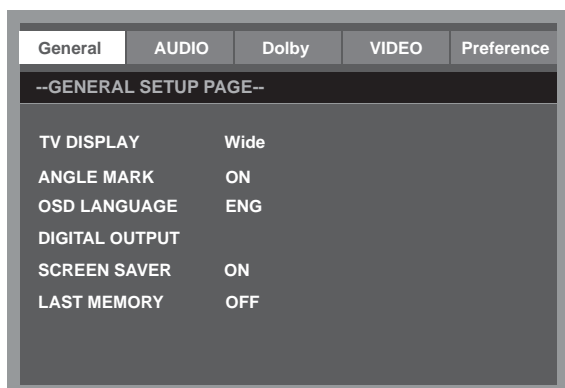 General AUDIO Dolby VIDEO Preference
--GENERAL SETUP PAGE--
TV DISPLAY Wide
ANGLE MARK ON
OSD LANGUAGE ENG
DIGITAL OUTPUT
SCREEN SAVER ON
LAST MEMORY OFF